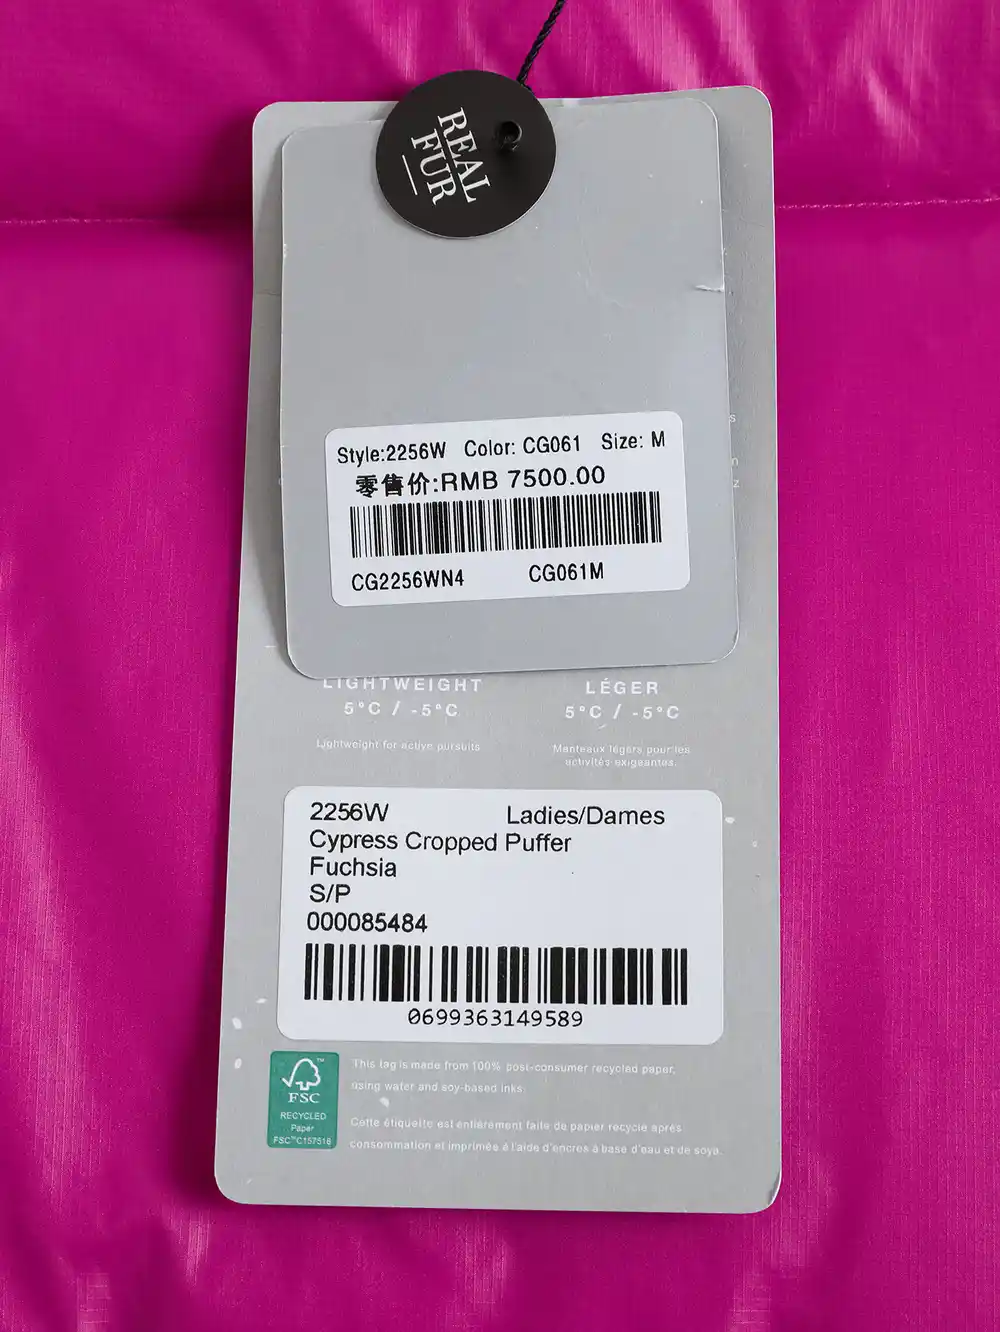 REAL
FUR
Style:2256W Color: CG061 Size: M
零售价:RMB 7500.00
CG2256WN4 CG061M
LIGHTWEIGHT
5°C / -5°C
Lightweight for active pursuits
LÉGER
5°C / -5°C
Manteaux légers pour les
activités exigeantes.
2256W Ladies/Dames
Cypress Cropped Puffer
Fuchsia
S/P
000085484
0699363149589
FSC
RECYCLED
Paper
FSC™C157516
This tag is made from 100% post-consumer recycled paper,
using water and soy-based inks.
Cette étiquette est entièrement faite de papier recyclé après
consommation et imprimée à l'aide d'encres à base d'eau et de soya.